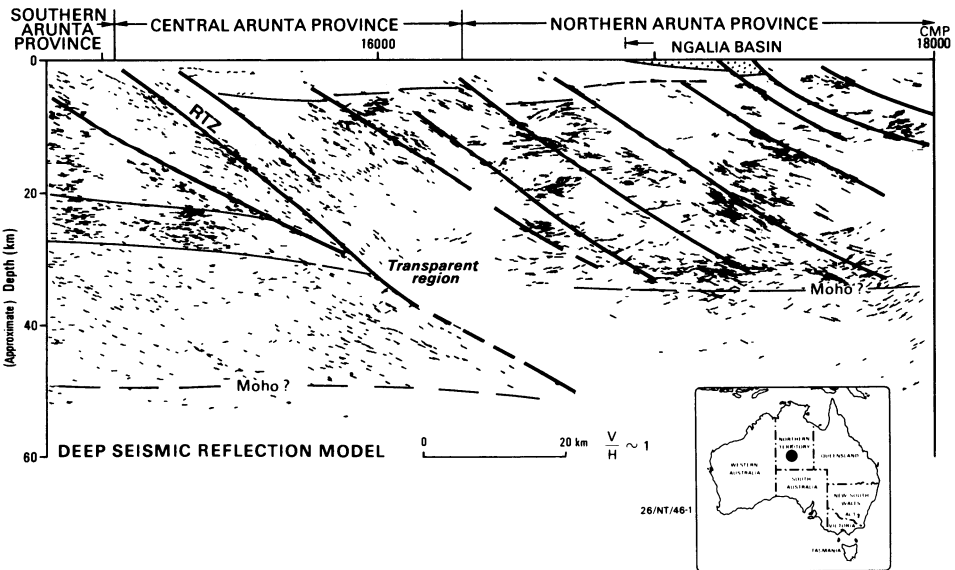 SOUTHERN
ARUNTA
PROVINCE
CENTRAL ARUNTA PROVINCE
NORTHERN ARUNTA PROVINCE
CMP
16000
NGALIA BASIN
18000
0
RTZ
20
(Approximate) Depth (km)
Transparent
region
Moho ?
40
Moho ?
60
DEEP SEISMIC REFLECTION MODEL
0
20 km
V
H
~ 1
NORTHERN
TERRITORY
QUEENSLAND
WESTERN
AUSTRALIA
SOUTH
AUSTRALIA
NEW SOUTH
WALES
A.C.T.
VICTORIA
TASMANIA
26/NT/46-1